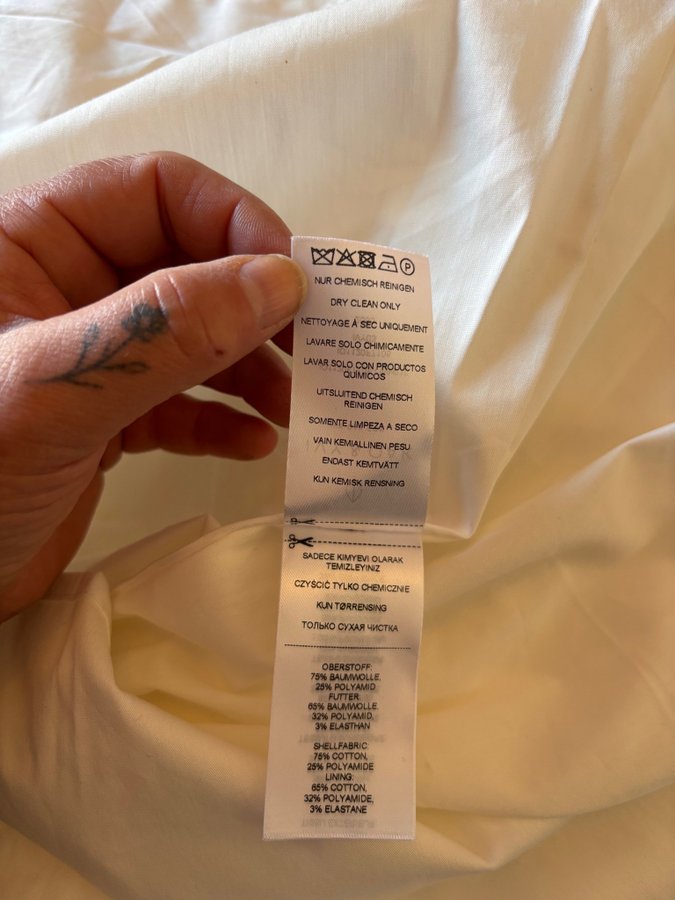 P
NUR CHEMISCH REINIGEN
DRY CLEAN ONLY
NETTOYAGE À SEC UNIQUEMENT
LAVARE SOLO CHIMICAMENTE
LAVAR SOLO CON PRODUCTOS
QUÍMICOS
UITSLUITEND CHEMISCH
REINIGEN
SOMENTE LIMPEZA A SECO
VAIN KEMIALLINEN PESU
ENDAST KEMTVÄTT
KUN KEMISK RENSNING
SADECE KIMYEVI OLARAK
TEMIZLEYINIZ
CZYŚCIĆ TYLKO CHEMICZNIE
KUN TØRRENSING
ТОЛЬКО СУХАЯ ЧИСТКА
OBERSTOFF:
75% BAUMWOLLE,
25% POLYAMID
FUTTER:
65% BAUMWOLLE,
32% POLYAMID,
3% ELASTHAN
SHELLFABRIC:
75% COTTON,
25% POLYAMIDE
LINING:
65% COTTON,
32% POLYAMIDE,
3% ELASTANE